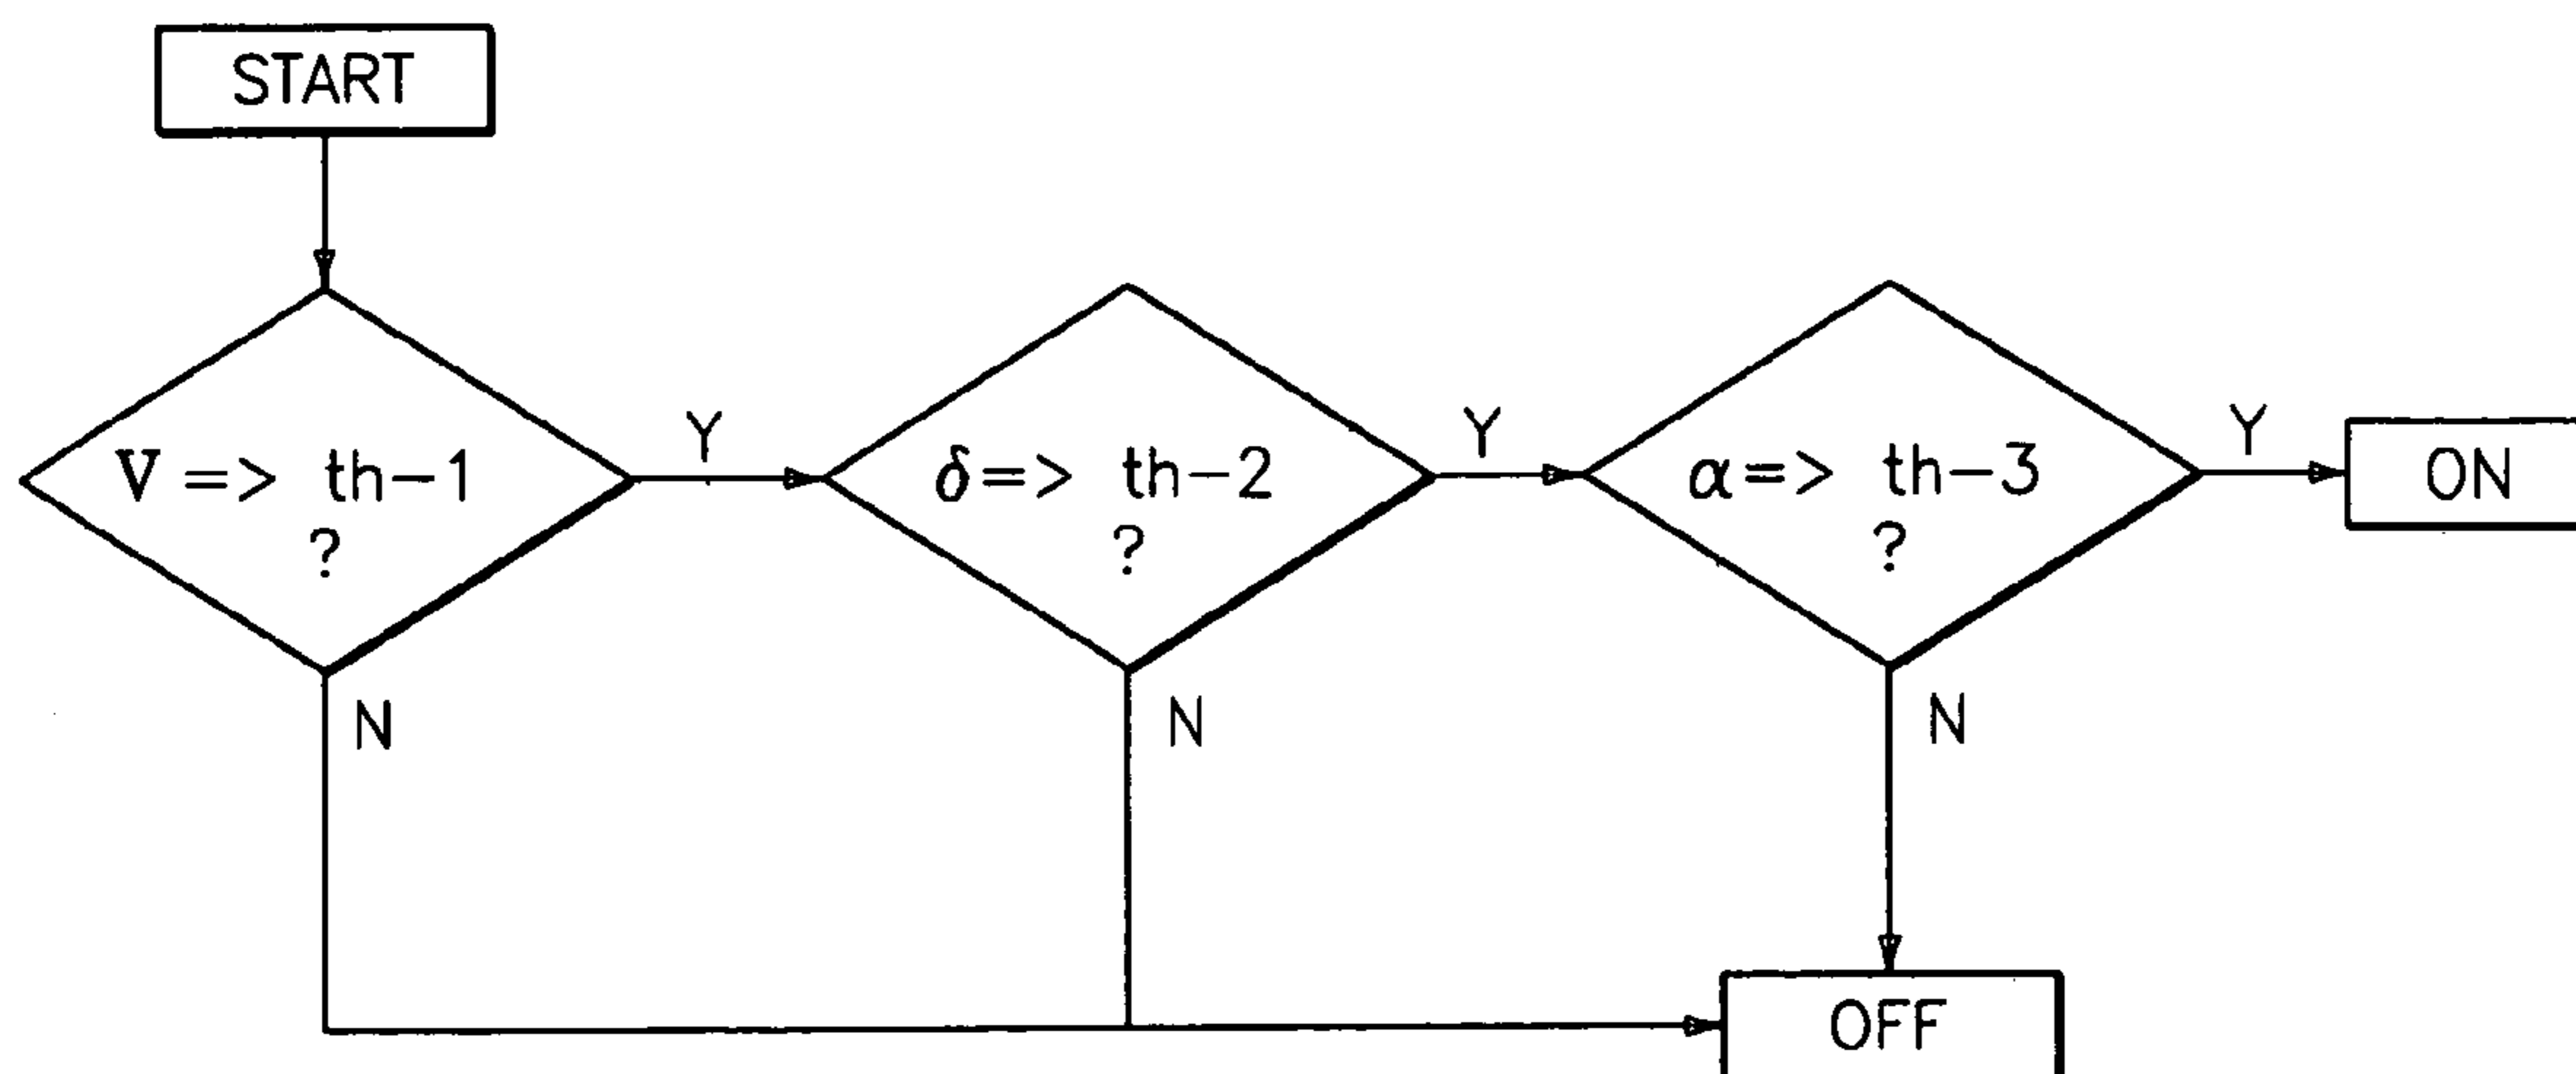 START
V => th-1
?
Y
N
δ=> th-2
?
Y
N
α=> th-3
?
Y
N
ON
OFF